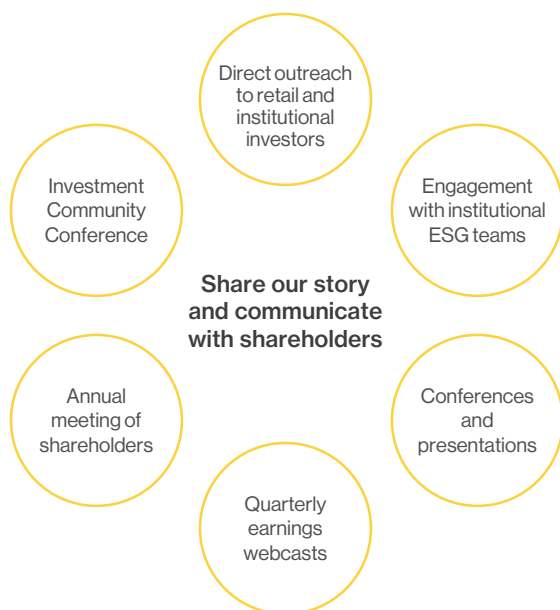 Direct outreach
to retail and
institutional
investors
Engagement
with institutional
ESG teams
Conferences
and
presentations
Quarterly
earnings
webcasts
Annual
meeting of
shareholders
Investment
Community
Conference
Share our story
and communicate
with shareholders